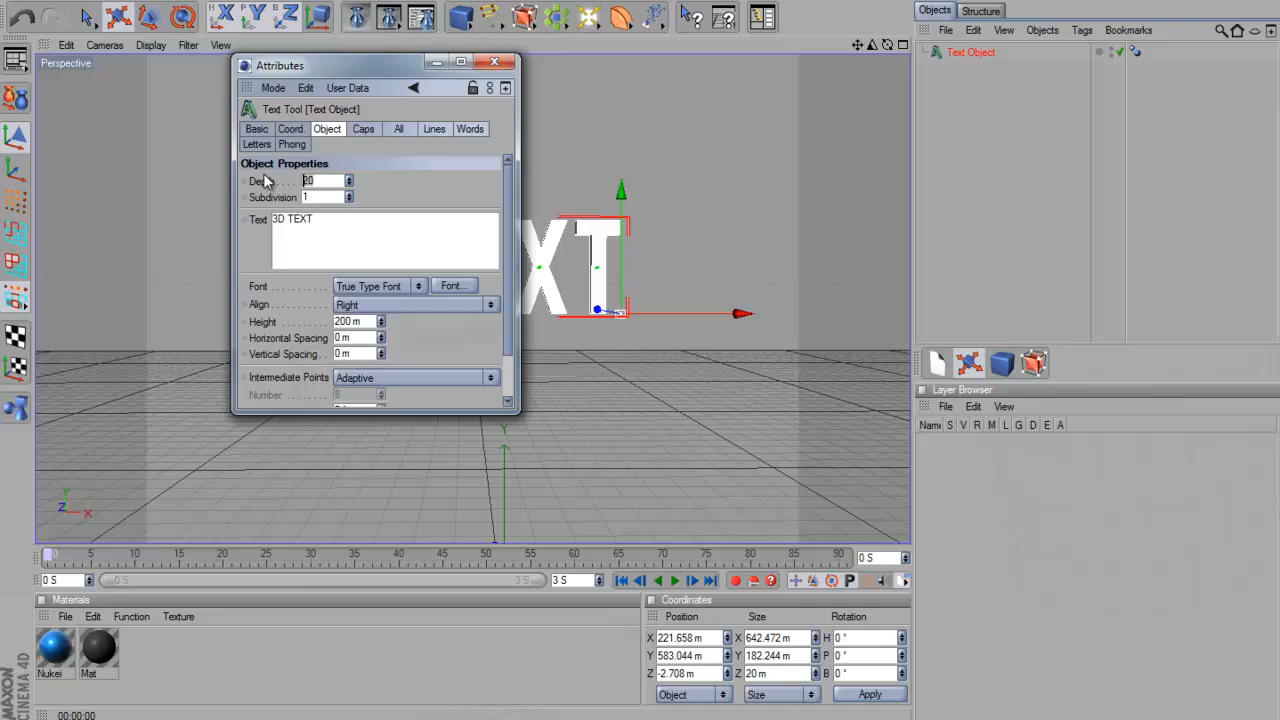 Objects Structure
Edit Cameras Display Filter View
File Edit View Objects Tags Bookmarks
Perspective
Attributes
Text Object
Mode Edit User Data
Text Tool [Text Object]
Basic Coord. Object Caps All Lines Words
Letters Phong
Object Properties
20
Subdivision 1
Text 3D TEXT
XT
Font True Type Font Font...
Align Right
Height 200 m
Horizontal Spacing 0 m
Vertical Spacing 0 m
Intermediate Points Adaptive
Number 8
Layer Browser
File Edit View
Name S V R M L G D E A
Y
Y
Z X
0 5 10 15 20 25 30 35 40 45 50 55 60 65 70 75 80 85 90 0 S
0 S 0 S 3 S 3 S
Materials
Coordinates
File Edit Function Texture
Position Size Rotation
X 221.658 m X 642.472 m H 0 °
Y 583.044 m Y 182.244 m P 0 °
Z -2.708 m Z 20 m B 0 °
Nukei Mat
Object Size Apply
MAXON
CINEMA 4D
00:00:00